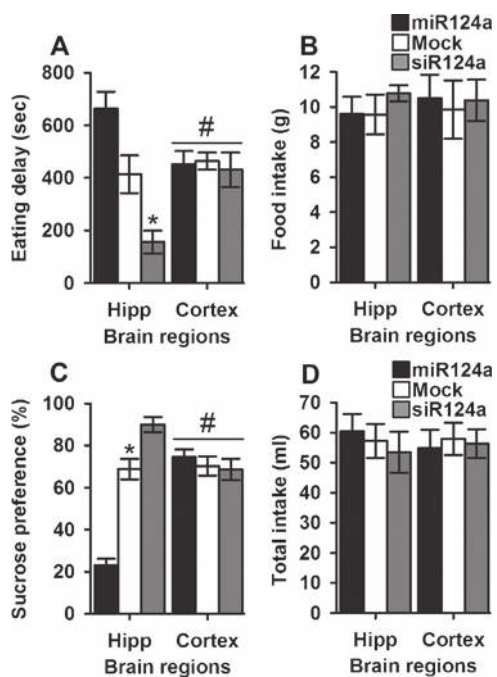 A
Eating delay (sec)
800
600
400
200
0
#
*
Hipp Cortex
Brain regions
B
miR124a
Mock
siR124a
Food intake (g)
14
12
10
8
6
4
2
0
Hipp Cortex
Brain regions
C
Sucrose preference (%)
100
80
60
40
20
0
*
#
Hipp Cortex
Brain regions
D
miR124a
Mock
siR124a
Total intake (ml)
80
70
60
50
40
30
20
10
0
Hipp Cortex
Brain regions